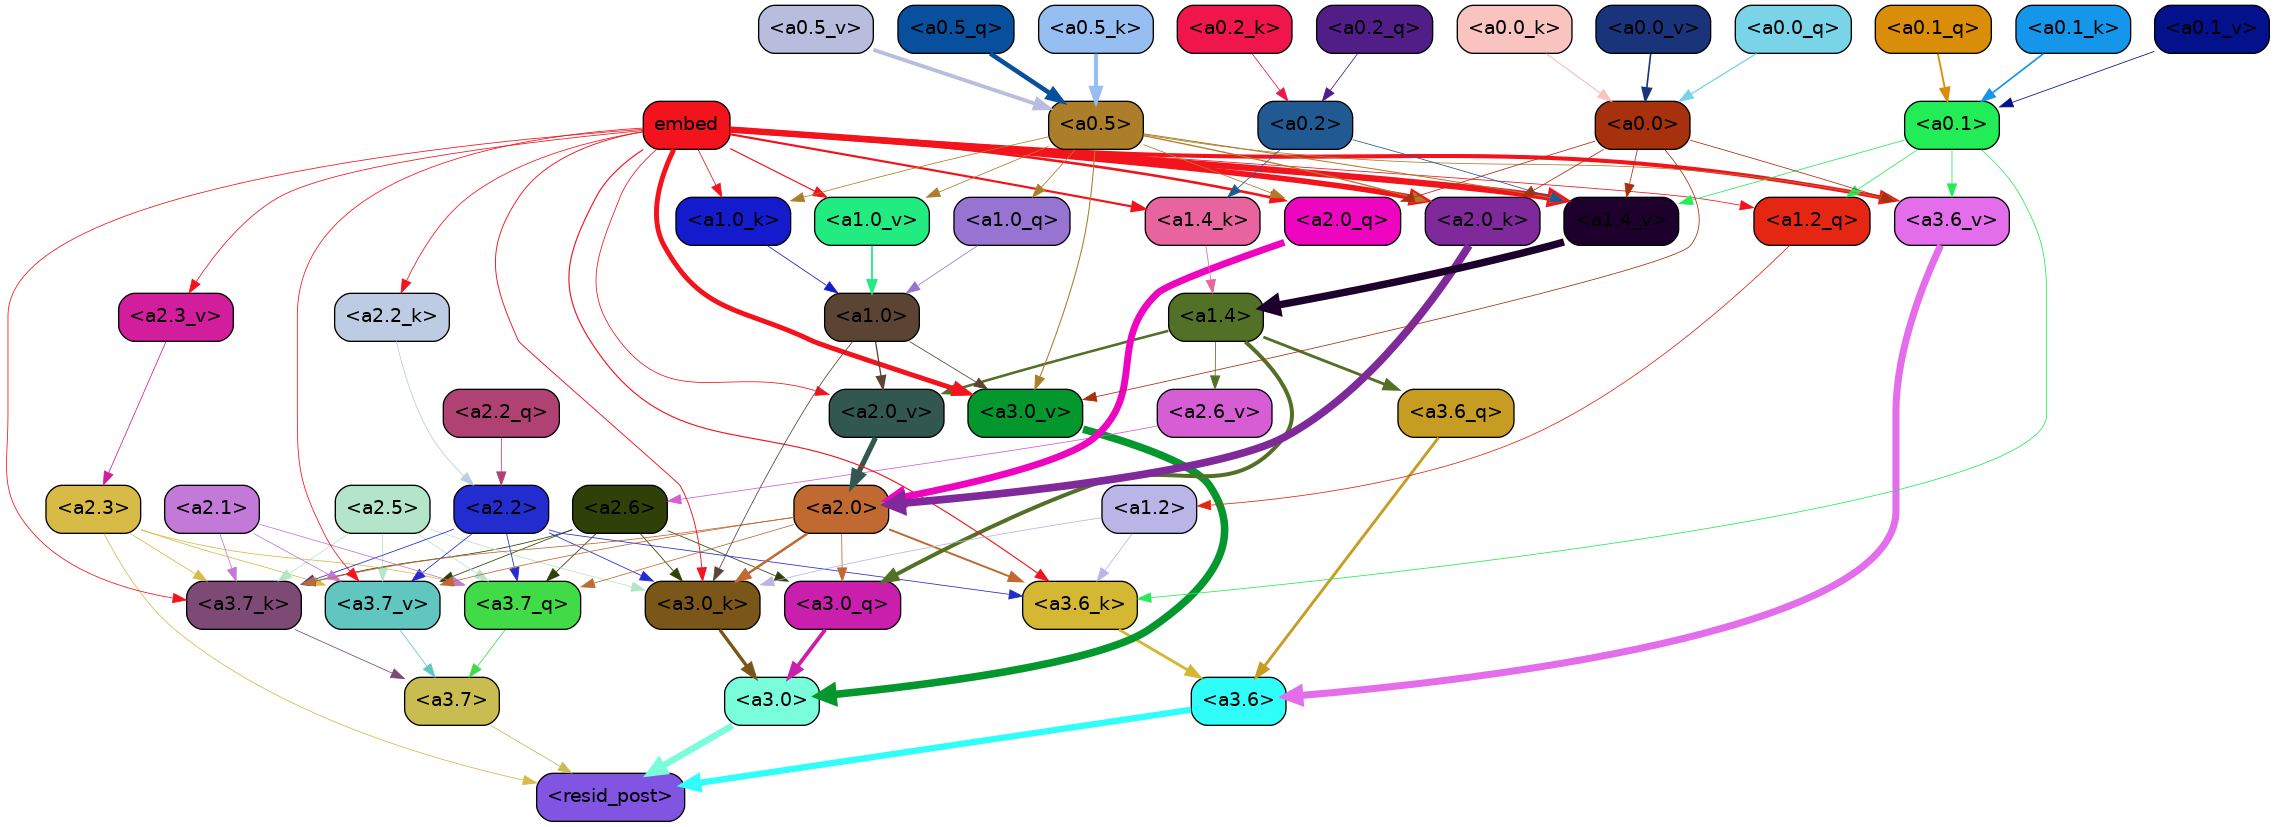 <a0.5_v> <a0.5_q> <a0.5_k> <a0.2_k> <a0.2_q> <a0.0_k> <a0.0_v> <a0.0_q> <a0.1_q> <a0.1_k> <a0.1_v>
embed <a0.5> <a0.2> <a0.0> <a0.1>
<a1.0_k> <a1.0_v> <a1.0_q> <a1.4_k> <a2.0_q> <a2.0_k> <a1.4_v> <a1.2_q> <a3.6_v>
<a2.3_v> <a2.2_k> <a1.0> <a1.4>
<a2.2_q> <a2.0_v> <a3.0_v> <a2.6_v> <a3.6_q>
<a2.3> <a2.1> <a2.5> <a2.2> <a2.6> <a2.0> <a1.2>
<a3.7_k> <a3.7_v> <a3.7_q> <a3.0_k> <a3.0_q> <a3.6_k>
<a3.7> <a3.0> <a3.6>
<resid_post>